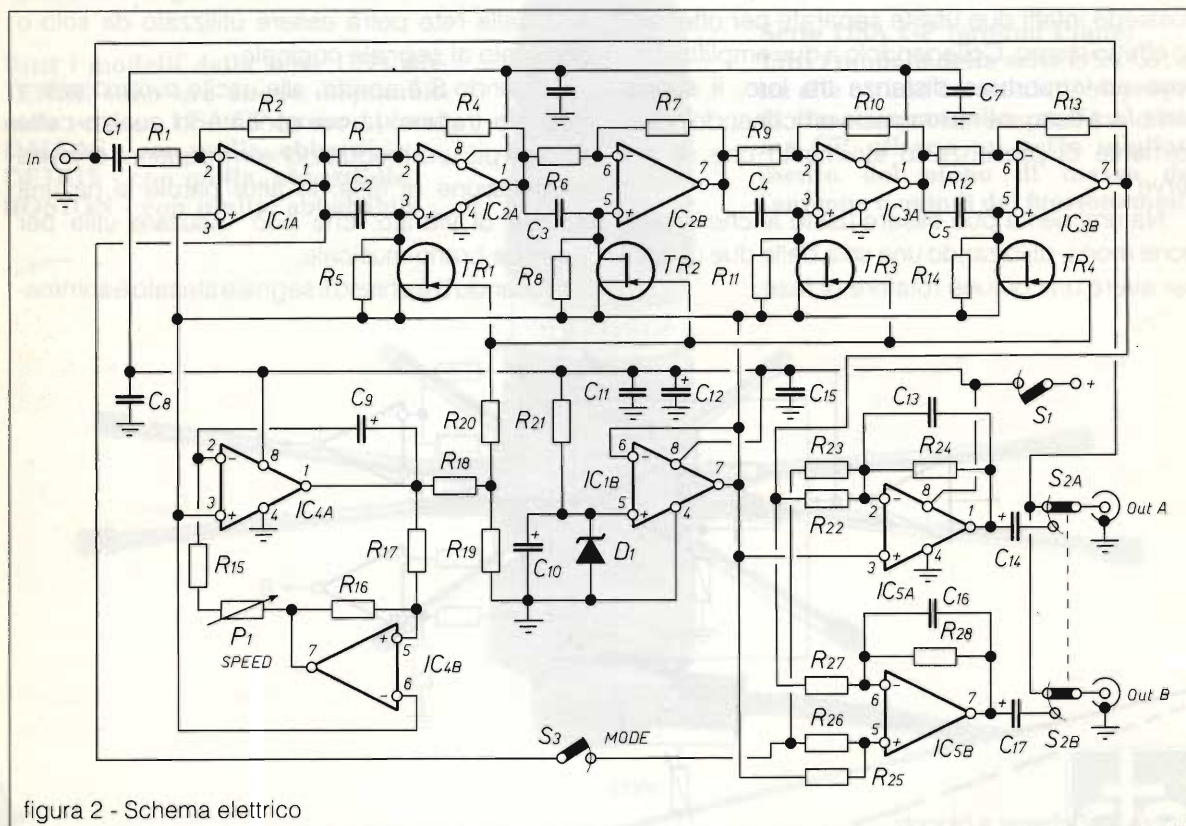 R2 R4 R7 R10 C7 R13
In C1 R1 R R6 R9 R12
2 - 1 C2 2 - 8 1 C3 6 - 7 C4 2 - 1 C5 6 - 7
3 + IC1A 3 + 4 IC2A 5 + IC2B 3 + IC3A 5 + IC3B
R5 TR1 R8 TR2 R11 TR3 R14 TR4
C8 C9 R20 R21 C11 + C12 C15 C13 S1 +
2 - 8 1 R18 6 - 8 7 R23 R24 S2A
3 + 4 IC4A IC1B 5 + 4 R22 2 - 8 1 + Out A
R15 R17 R19 + C10 D1 3 + 4 IC5A C14
P1 R16 C16
SPEED 7 + 5 IC4B R28
- 6 R27 6 - 7 + Out B
S3 MODE R26 5 + IC5B C17 S2B
R25
figura 2 - Schema elettrico